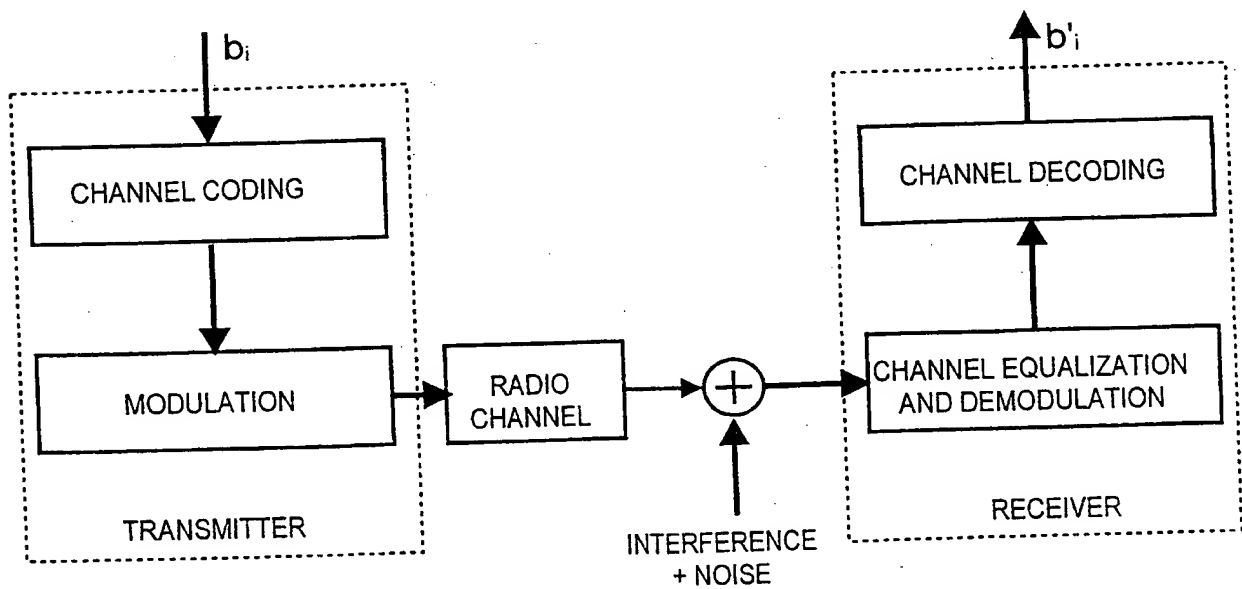 bᵢ
b'ᵢ
CHANNEL CODING
CHANNEL DECODING
MODULATION
RADIO
CHANNEL
+
CHANNEL EQUALIZATION
AND DEMODULATION
TRANSMITTER
INTERFERENCE
+ NOISE
RECEIVER